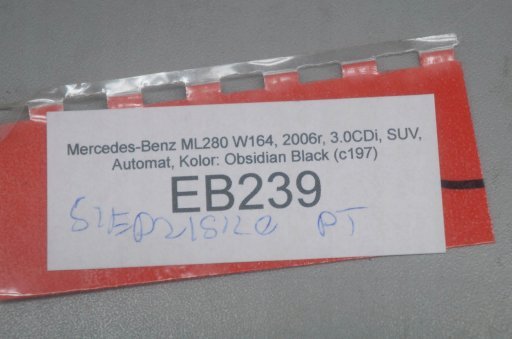 Mercedes-Benz ML280 W164, 2006r, 3.0CDi, SUV,
Automat, Kolor: Obsidian Black (c197)
EB239
PT